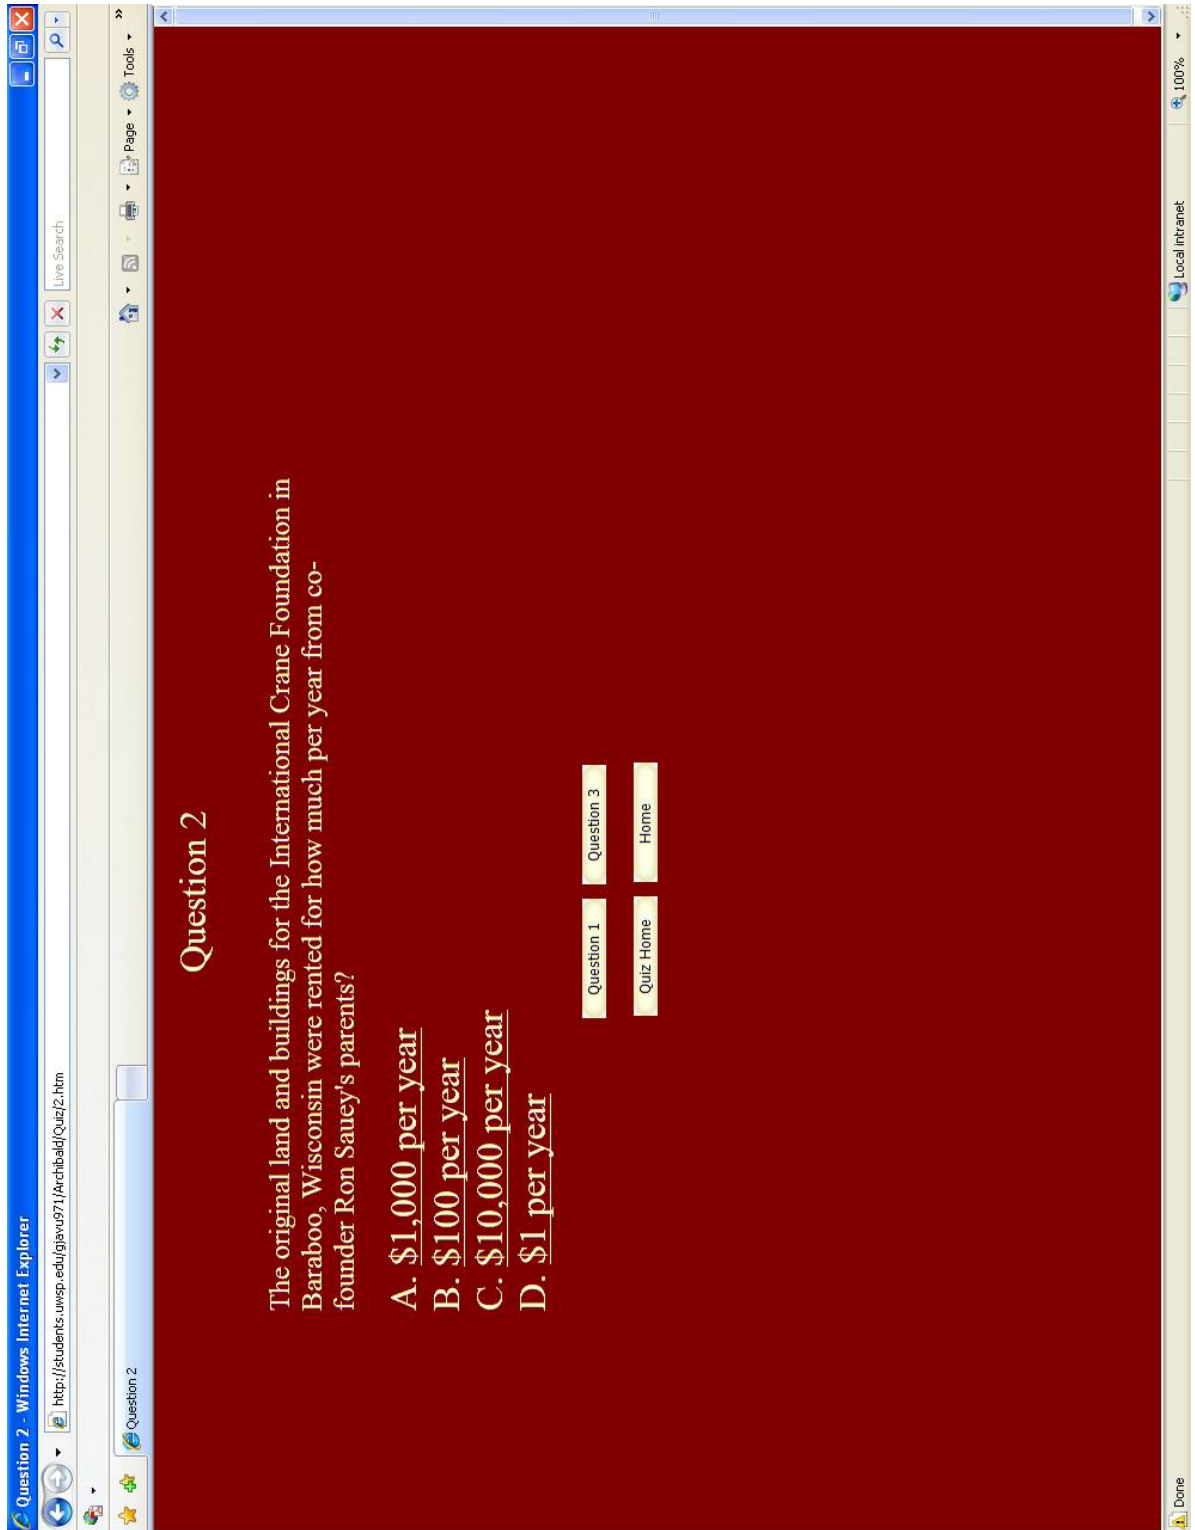 Question 2 - Windows Internet Explorer
http://students.uwsp.edu/gjavu971/Archibald/Quiz/2.htm
Live Search
Question 2
Page
Tools
Question 2
The original land and buildings for the International Crane Foundation in
Baraboo, Wisconsin were rented for how much per year from co-
founder Ron Sauey's parents?
A. $1,000 per year
B. $100 per year
C. $10,000 per year
D. $1 per year
Question 1
Question 3
Quiz Home
Home
Done
Local intranet
100%